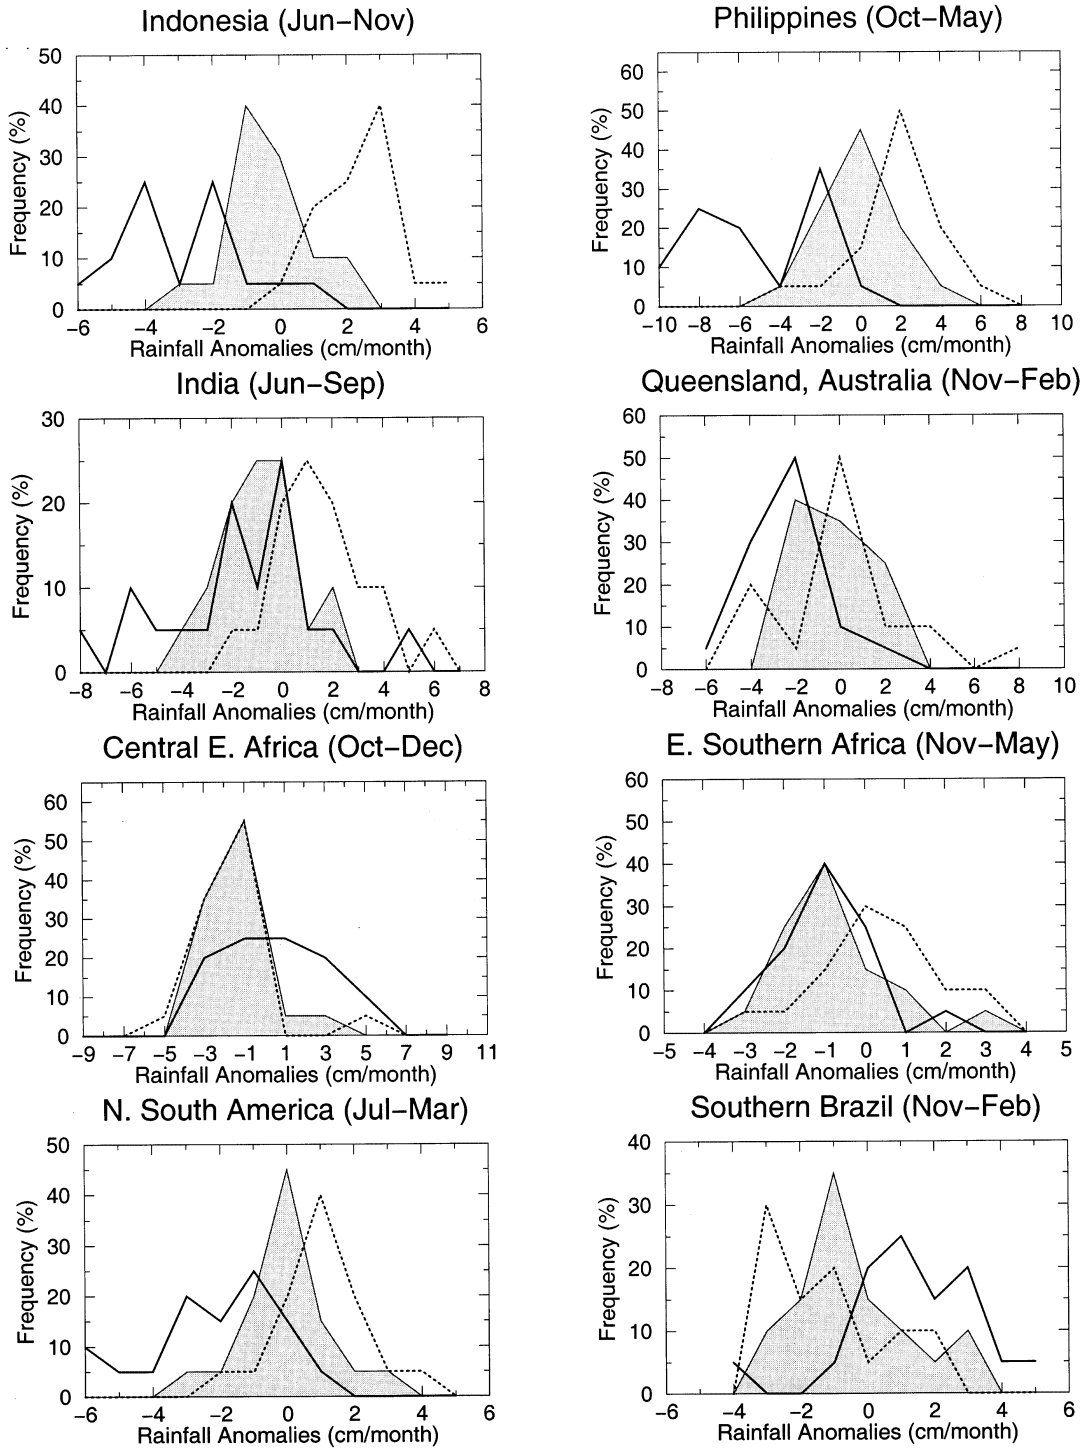 Indonesia (Jun–Nov)
Frequency (%)
50
40
30
20
10
0
−6 −4 −2 0 2 4 6
Rainfall Anomalies (cm/month)
Philippines (Oct–May)
Frequency (%)
60
50
40
30
20
10
0
−10 −8 −6 −4 −2 0 2 4 6 8 10
Rainfall Anomalies (cm/month)
India (Jun–Sep)
Frequency (%)
30
20
10
0
−8 −6 −4 −2 0 2 4 6 8
Rainfall Anomalies (cm/month)
Queensland, Australia (Nov–Feb)
Frequency (%)
60
50
40
30
20
10
0
−8 −6 −4 −2 0 2 4 6 8 10
Rainfall Anomalies (cm/month)
Central E. Africa (Oct–Dec)
Frequency (%)
60
50
40
30
20
10
0
−9 −7 −5 −3 −1 1 3 5 7 9 11
Rainfall Anomalies (cm/month)
E. Southern Africa (Nov–May)
Frequency (%)
60
50
40
30
20
10
0
−5 −4 −3 −2 −1 0 1 2 3 4 5
Rainfall Anomalies (cm/month)
N. South America (Jul–Mar)
Frequency (%)
50
40
30
20
10
0
−6 −4 −2 0 2 4 6
Rainfall Anomalies (cm/month)
Southern Brazil (Nov–Feb)
Frequency (%)
40
30
20
10
0
−6 −4 −2 0 2 4 6
Rainfall Anomalies (cm/month)